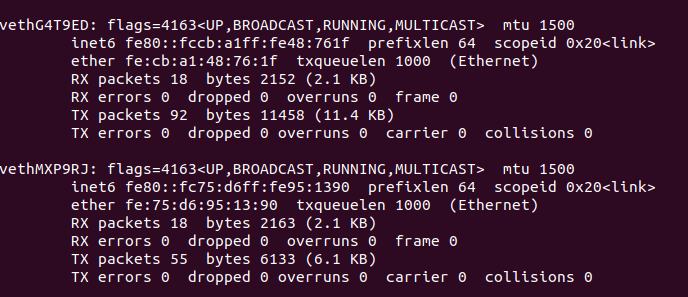 vethG4T9ED: flags=4163<UP,BROADCAST,RUNNING,MULTICAST>  mtu 1500
        inet6 fe80::fccb:a1ff:fe48:761f  prefixlen 64  scopeid 0x20<link>
        ether fe:cb:a1:48:76:1f  txqueuelen 1000  (Ethernet)
        RX packets 18  bytes 2152 (2.1 KB)
        RX errors 0  dropped 0  overruns 0  frame 0
        TX packets 92  bytes 11458 (11.4 KB)
        TX errors 0  dropped 0 overruns 0  carrier 0  collisions 0

vethMXP9RJ: flags=4163<UP,BROADCAST,RUNNING,MULTICAST>  mtu 1500
        inet6 fe80::fc75:d6ff:fe95:1390  prefixlen 64  scopeid 0x20<link>
        ether fe:75:d6:95:13:90  txqueuelen 1000  (Ethernet)
        RX packets 18  bytes 2163 (2.1 KB)
        RX errors 0  dropped 0  overruns 0  frame 0
        TX packets 55  bytes 6133 (6.1 KB)
        TX errors 0  dropped 0 overruns 0  carrier 0  collisions 0